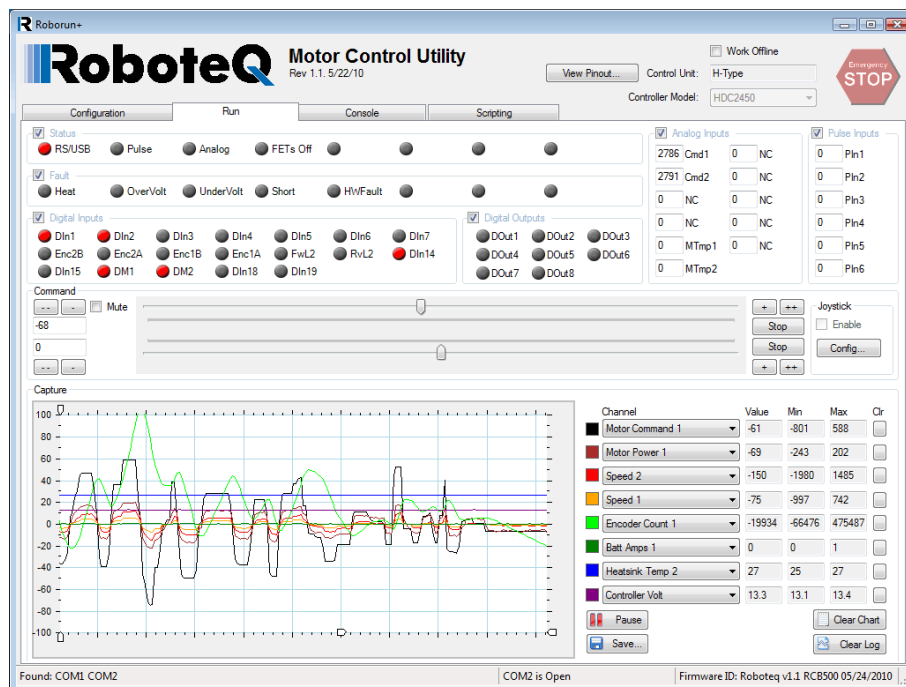 Roborun+
RoboteQ
Motor Control Utility
Rev 1.1. 5/22/10
Work Offline
View Pinout...
Control Unit: H-Type
Controller Model: HDC2450
Emergency
STOP
Configuration Run Console Scripting
Status
RS/USB Pulse Analog FETs Off
Fault
Heat OverVolt UnderVolt Short HWFault
Digital Inputs
DIn1 DIn2 DIn3 DIn4 DIn5 DIn6 DIn7
Enc2B Enc2A Enc1B Enc1A FwL2 RvL2 DIn14
DIn15 DM1 DM2 DIn18 DIn19
Digital Outputs
DOut1 DOut2 DOut3
DOut4 DOut5 DOut6
DOut7 DOut8
Analog Inputs
2786 Cmd1 0 NC
2791 Cmd2 0 NC
0 NC 0 NC
0 NC 0 NC
0 MTmp1 0 NC
0 MTmp2
Pulse Inputs
0 PIn1
0 PIn2
0 PIn3
0 PIn4
0 PIn5
0 PIn6
Command
-- - Mute
-68
0
-- -
+ ++
Stop
Stop
+ ++
Joystick
Enable
Config...
Capture
100
80
60
40
20
0
-20
-40
-60
-80
-100
Channel Value Min Max Clr
Motor Command 1 -61 -801 588
Motor Power 1 -69 -243 202
Speed 2 -150 -1980 1485
Speed 1 -75 -997 742
Encoder Count 1 -19934 -66476 475487
Batt Amps 1 0 0 1
Heatsink Temp 2 27 25 27
Controller Volt 13.3 13.1 13.4
Pause Clear Chart
Save... Clear Log
Found: COM1 COM2
COM2 is Open
Firmware ID: Roboteq v1.1 RCB500 05/24/2010